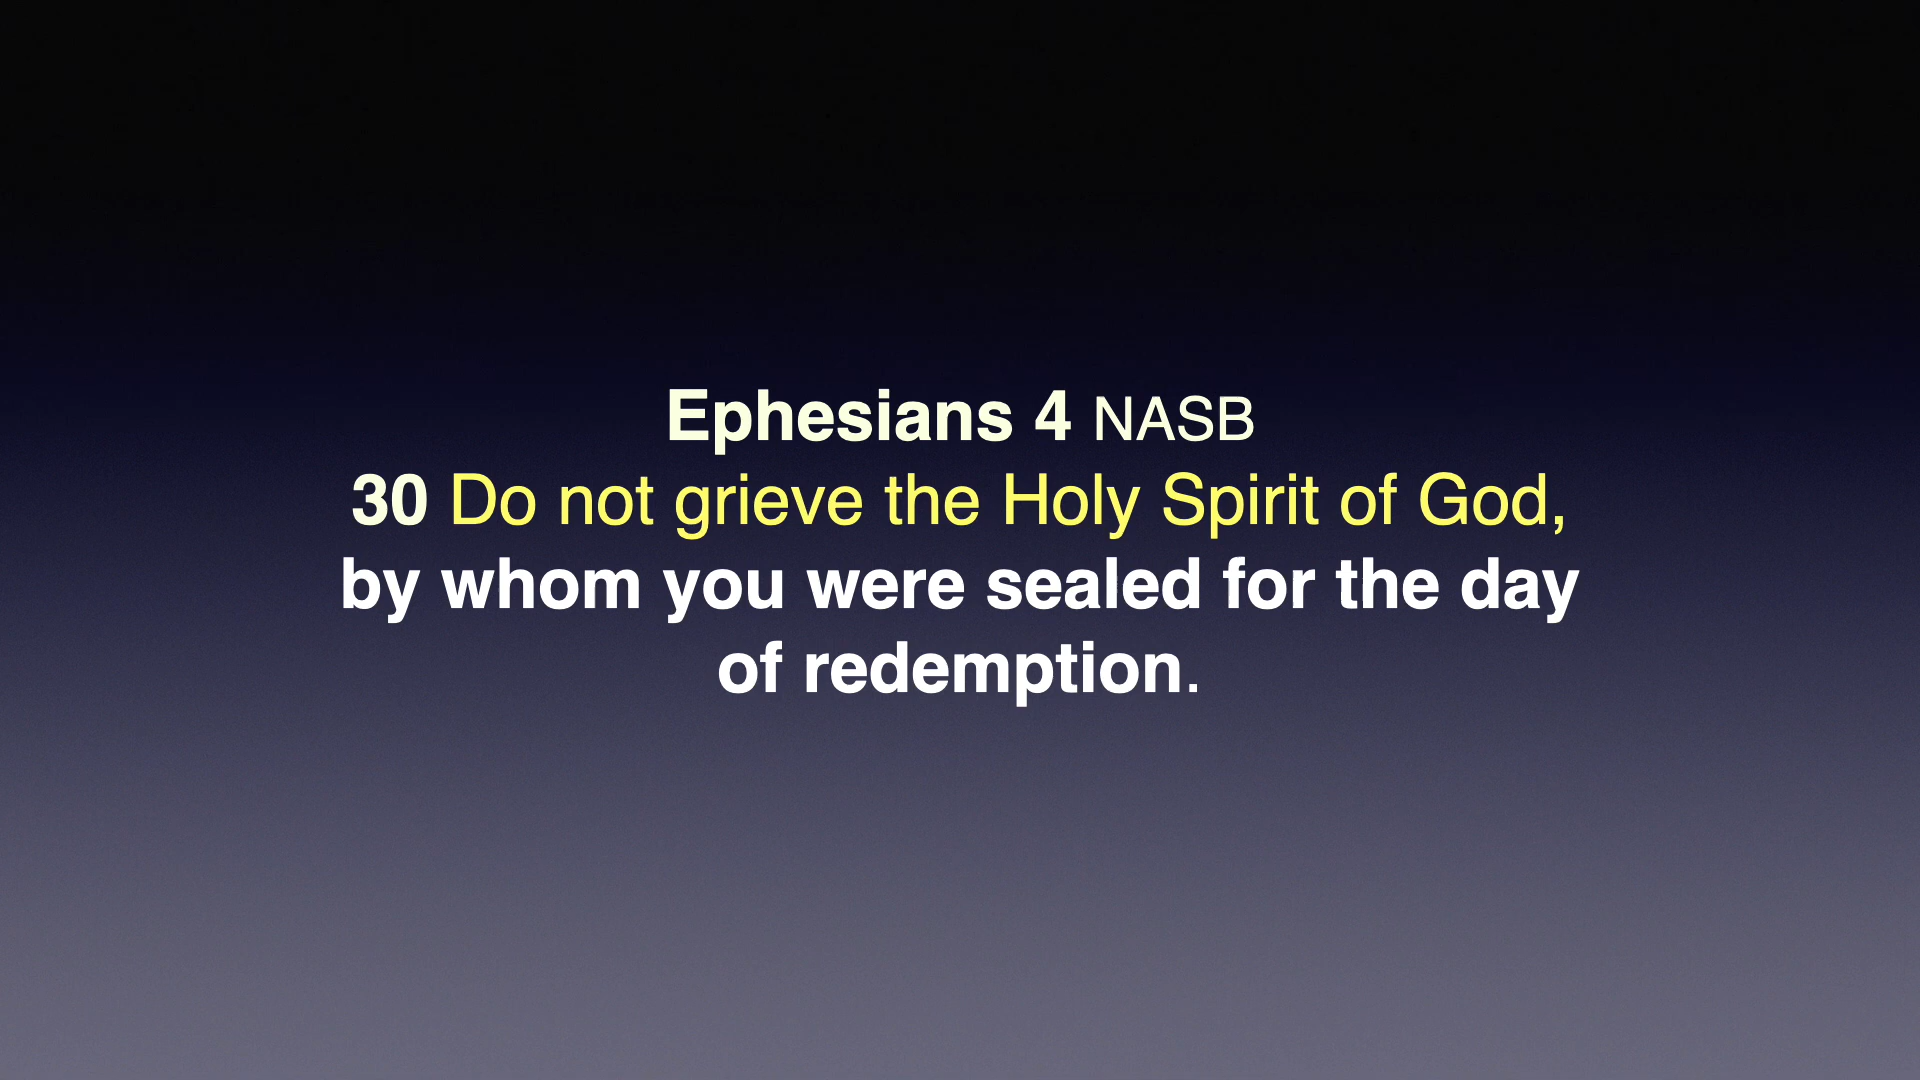 Ephesians 4 NASB
30 Do not grieve the Holy Spirit of God,
by whom you were sealed for the day
of redemption.